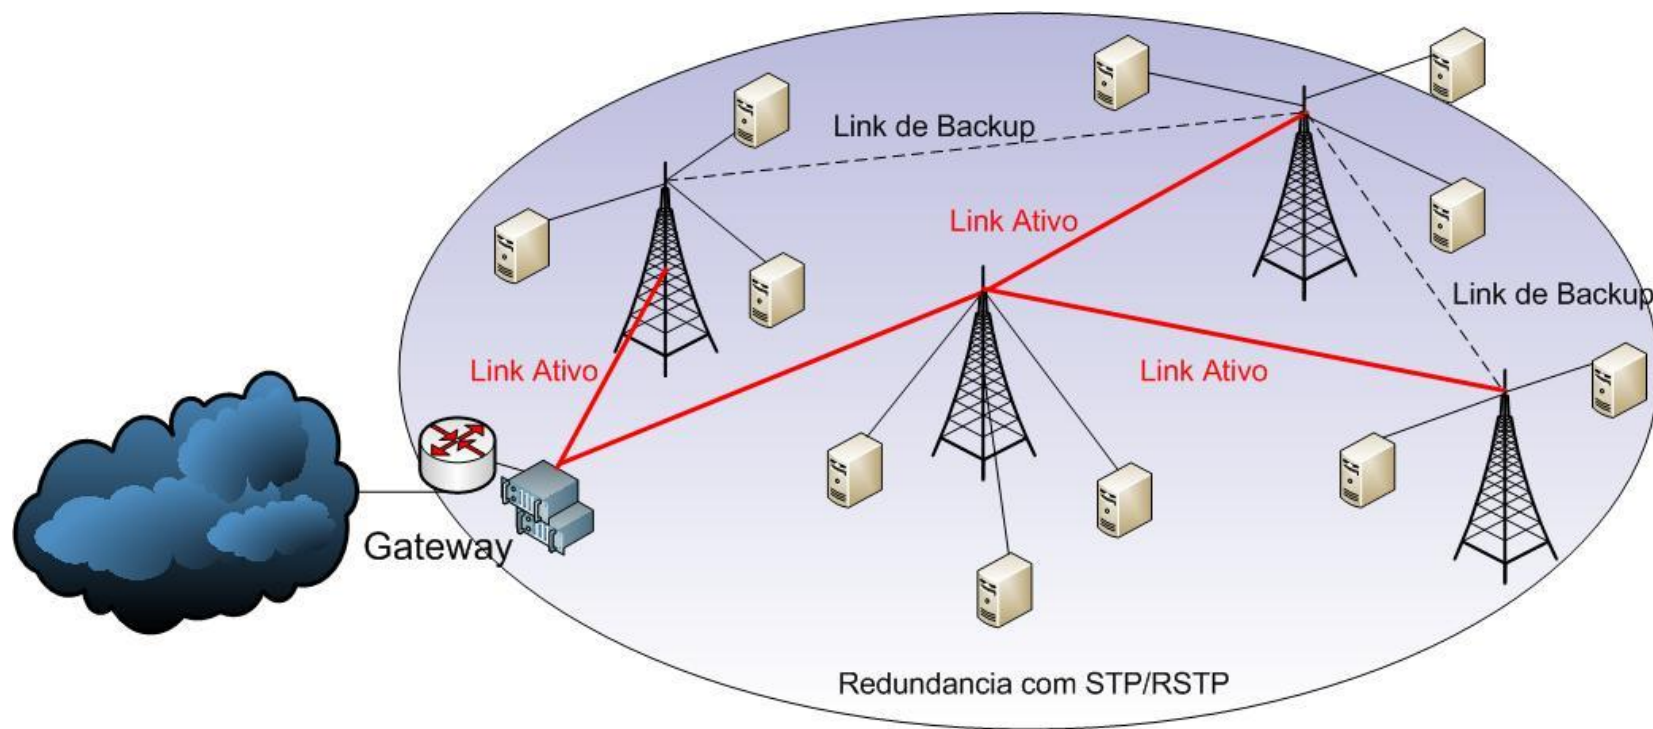 Link de Backup
Link Ativo
Link de Backup
Link Ativo
Link Ativo
Gateway
Redundancia com STP/RSTP